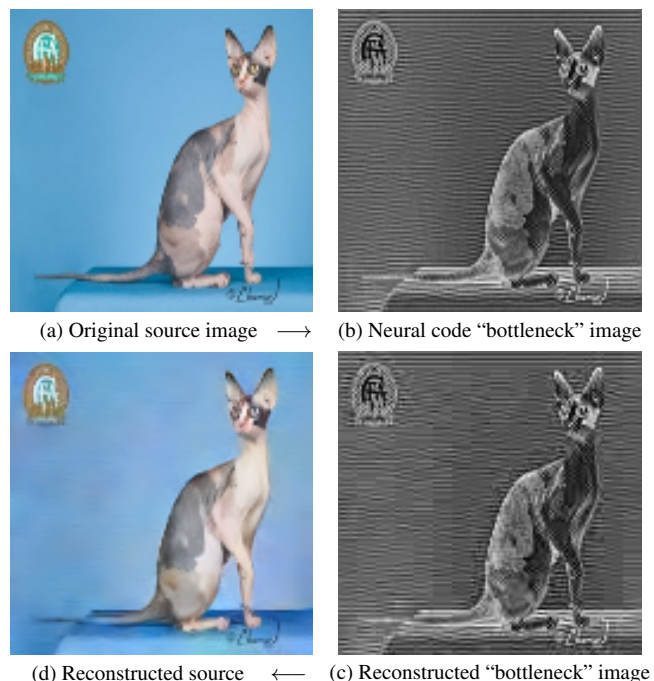 (a) Original source image ⟶
(b) Neural code “bottleneck” image
(d) Reconstructed source ⟵
(c) Reconstructed “bottleneck” image